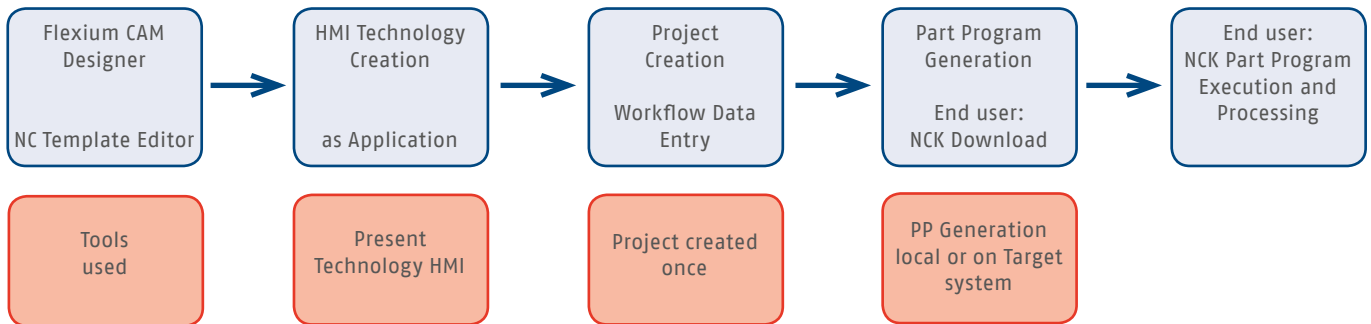 Flexium CAM
Designer
NC Template Editor
HMI Technology
Creation
as Application
Project
Creation
Workflow Data
Entry
Part Program
Generation
End user:
NCK Download
End user:
NCK Part Program
Execution and
Processing
Tools
used
Present
Technology HMI
Project created
once
PP Generation
local or on Target
system